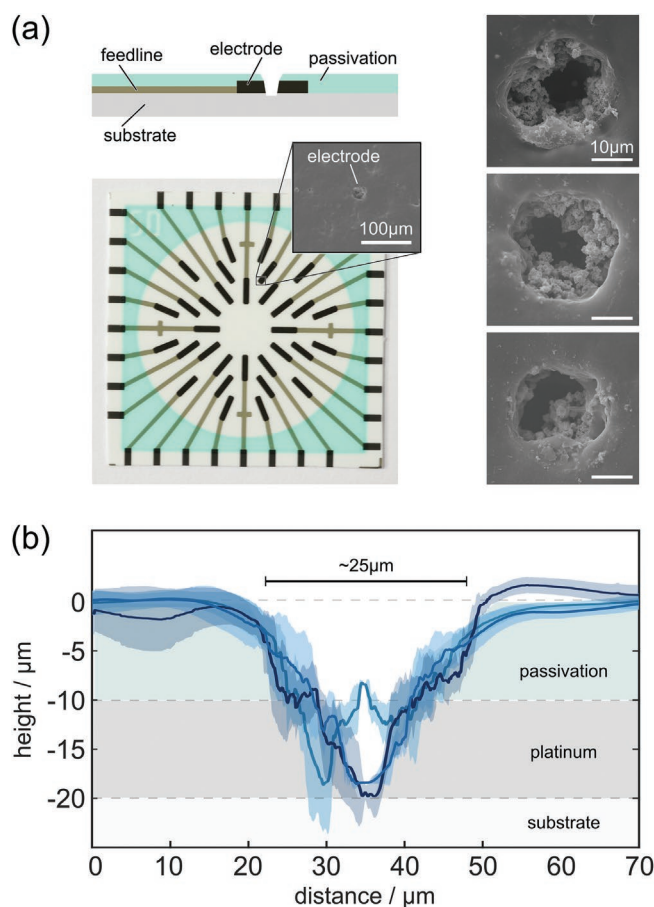 (a)
electrode
feedline
passivation
substrate
electrode
100µm
50
10µm
(b)
~25µm
0
-5
-10
-15
-20
height / µm
passivation
platinum
substrate
0
10
20
30
40
50
60
70
distance / µm